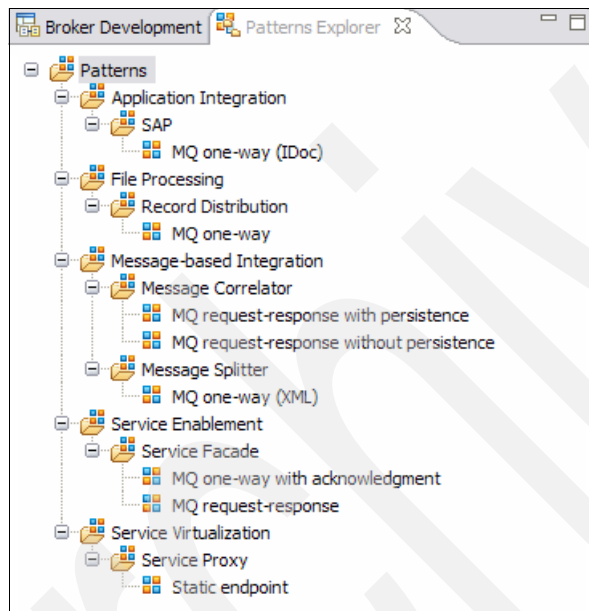 Broker Development Patterns Explorer
Patterns
Application Integration
SAP
MQ one-way (IDoc)
File Processing
Record Distribution
MQ one-way
Message-based Integration
Message Correlator
MQ request-response with persistence
MQ request-response without persistence
Message Splitter
MQ one-way (XML)
Service Enablement
Service Facade
MQ one-way with acknowledgment
MQ request-response
Service Virtualization
Service Proxy
Static endpoint